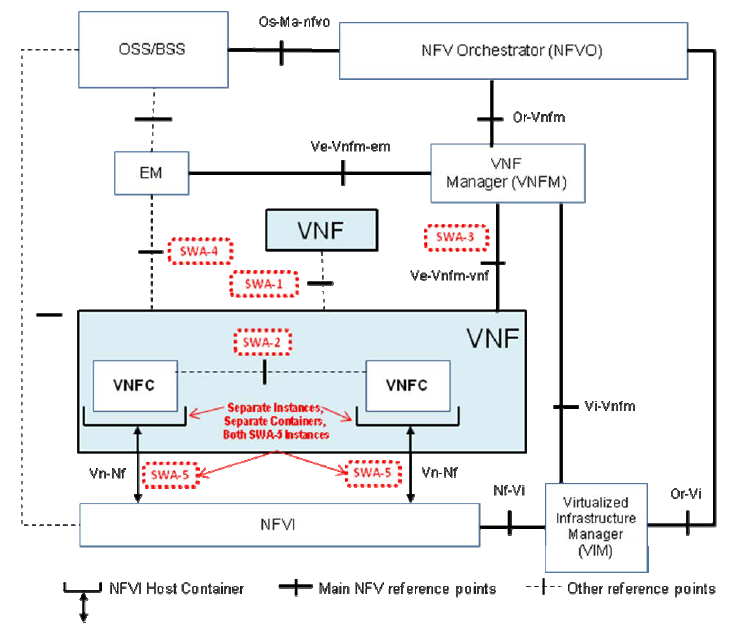 Os-Ma-nfvo
OSS/BSS
NFV Orchestrator (NFVO)
Or-Vnfm
Ve-Vnfm-em
EM
VNF
Manager (VNFM)
VNF
SWA-4
SWA-3
SWA-1
Ve-Vnfm-vnf
VNF
SWA-2
VNFC
VNFC
Separate Instances,
Separate Containers,
Both SWA-5 Instances
Vi-Vnfm
Vn-Nf
SWA-5
SWA-5
Vn-Nf
Nf-Vi
Or-Vi
NFVI
Virtualized
Infrastructure
Manager
(VIM)
NFVI Host Container
Main NFV reference points
Other reference points